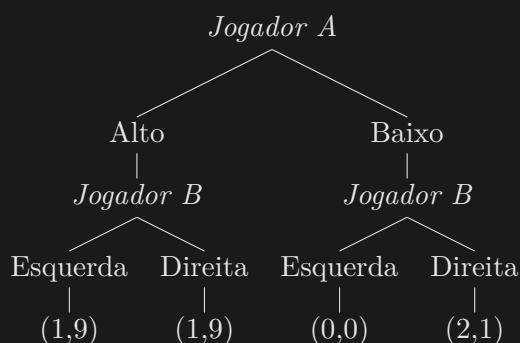 Jogador A
Alto Baixo
Jogador B Jogador B
Esquerda Direita Esquerda Direita
(1,9) (1,9) (0,0) (2,1)